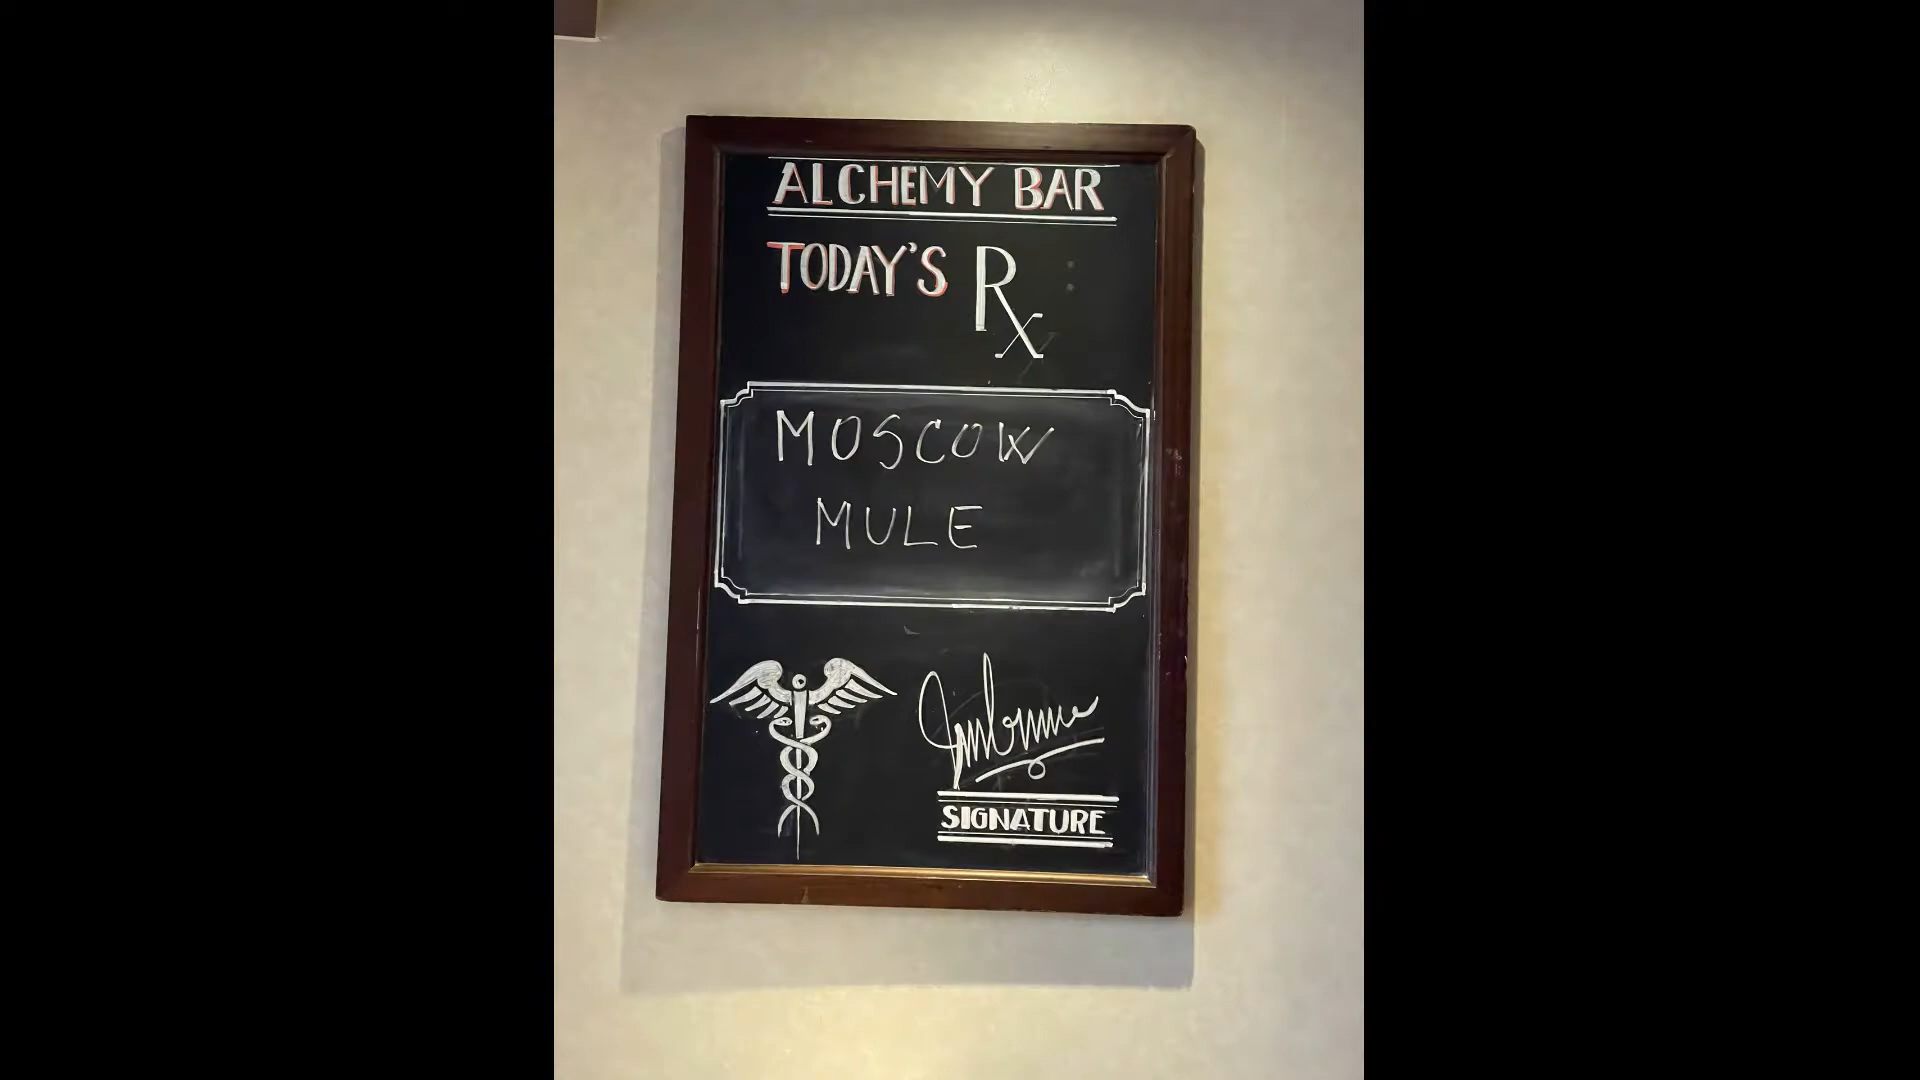 ALCHEMY BAR
TODAY'S Rx :
MOSCOW
MULE
SIGNATURE